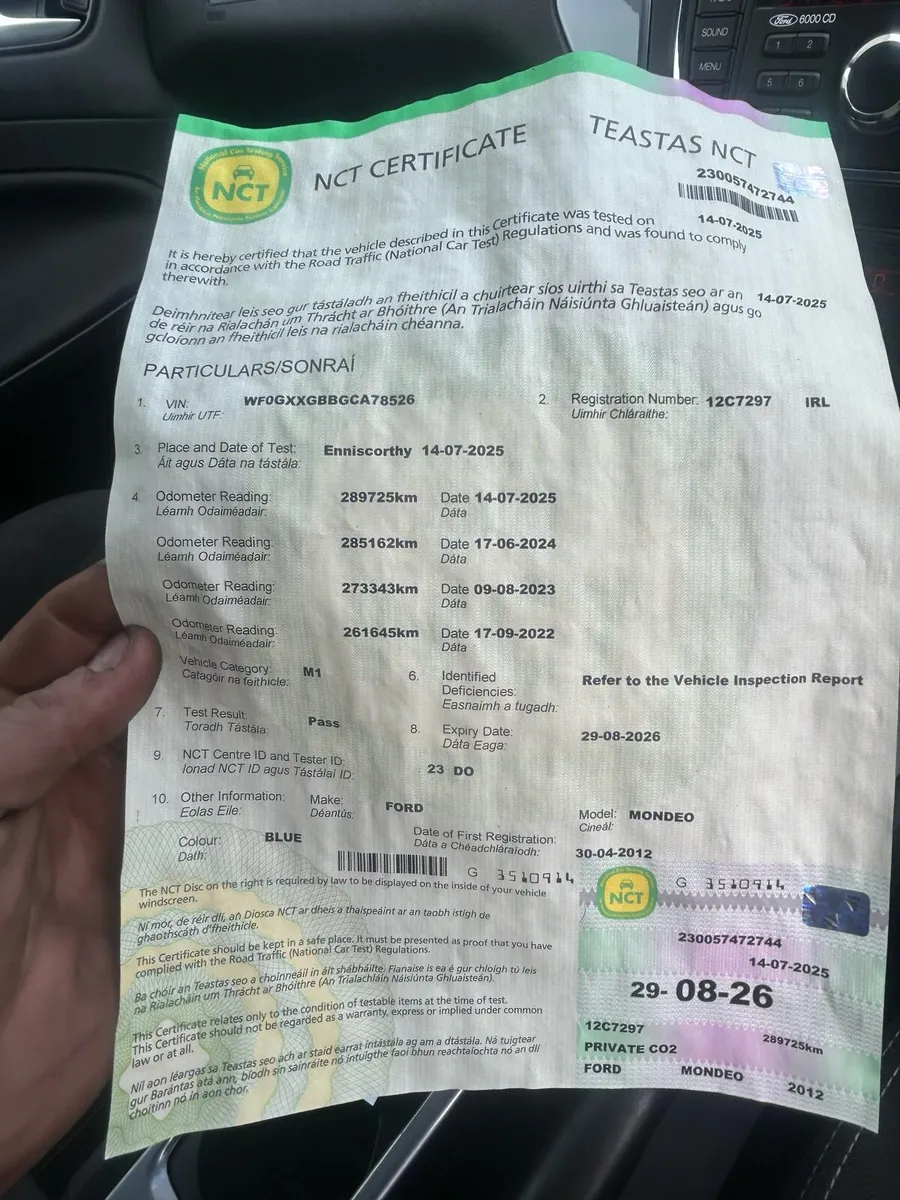 SOUND
MENU
Ford 6000 CD
1 2
5 6
National Car Testing Service
NCT
NCT CERTIFICATE
TEASTAS NCT
230057472744
It is hereby certified that the vehicle described in this Certificate was tested on 14-07-2025
in accordance with the Road Traffic (National Car Test) Regulations and was found to comply
therewith.
Deimhnítear leis seo gur tástáladh an fheithicil a chuirtear síos uirthi sa Teastas seo ar an 14-07-2025
de réir na Rialachán um Thrácht ar Bhóithre (An Trialacháin Náisiúnta Ghluaisteán) agus go
gcloíonn an fheithicil leis na rialacháin chéanna.
PARTICULARS/SONRAÍ
1. VIN: WF0GXXGBBGCA78526
Uimhir UTF:
2. Registration Number: 12C7297 IRL
Uimhir Chláraithe:
3. Place and Date of Test: Enniscorthy 14-07-2025
Áit agus Dáta na tástála:
4. Odometer Reading: 289725km Date 14-07-2025
Léamh Odaiméadair: Dáta
Odometer Reading: 285162km Date 17-06-2024
Léamh Odaiméadair: Dáta
Odometer Reading: 273343km Date 09-08-2023
Léamh Odaiméadair: Dáta
Odometer Reading: 261645km Date 17-09-2022
Léamh Odaiméadair: Dáta
Vehicle Category: M1
Catagóir na feithicle:
6. Identified Deficiencies: Refer to the Vehicle Inspection Report
Easnaimh a tugadh:
7. Test Result: Pass
Toradh Tástála:
8. Expiry Date: 29-08-2026
Dáta Éaga:
9. NCT Centre ID and Tester ID: 23 DO
Ionad NCT ID agus Tástálaí ID:
10. Other Information: Make: FORD
Eolas Eile: Déantús:
Model: MONDEO
Cineál:
Colour: BLUE
Dath:
Date of First Registration: 30-04-2012
Dáta a Chéadchláraíodh:
G 3510914
The NCT Disc on the right is required by law to be displayed on the inside of your vehicle
windscreen.
Ní mór, de réir dlí, an Diosca NCT ar dheis a thaispeáint ar an taobh istigh de
ghaothscáth d'fheithicle.
This Certificate should be kept in a safe place. It must be presented as proof that you have
complied with the Road Traffic (National Car Test) Regulations.
Ba chóir an Teastas seo a choinneáil in áit shábháilte. Fianaise is ea é gur chloígh tú leis
na Rialacháin um Thrácht ar Bhóithre (An Trialacháin Náisiúnta Ghluaisteán).
This Certificate relates only to the condition of testable items at the time of test.
This Certificate should not be regarded as a warranty, express or implied under common
law or at all.
Níl aon léargas sa Teastas seo ach ar staid earraí intástála ag am a dtástála. Ná tuigtear
gur Barántas atá ann, bíodh sin sainráite nó intuigthe faoi bhun reachtaíochta nó an dlí
choitinn nó in aon chor.
NCT
G 3510914
230057472744
14-07-2025
29- 08-26
12C7297 289725km
PRIVATE CO2
FORD MONDEO 2012